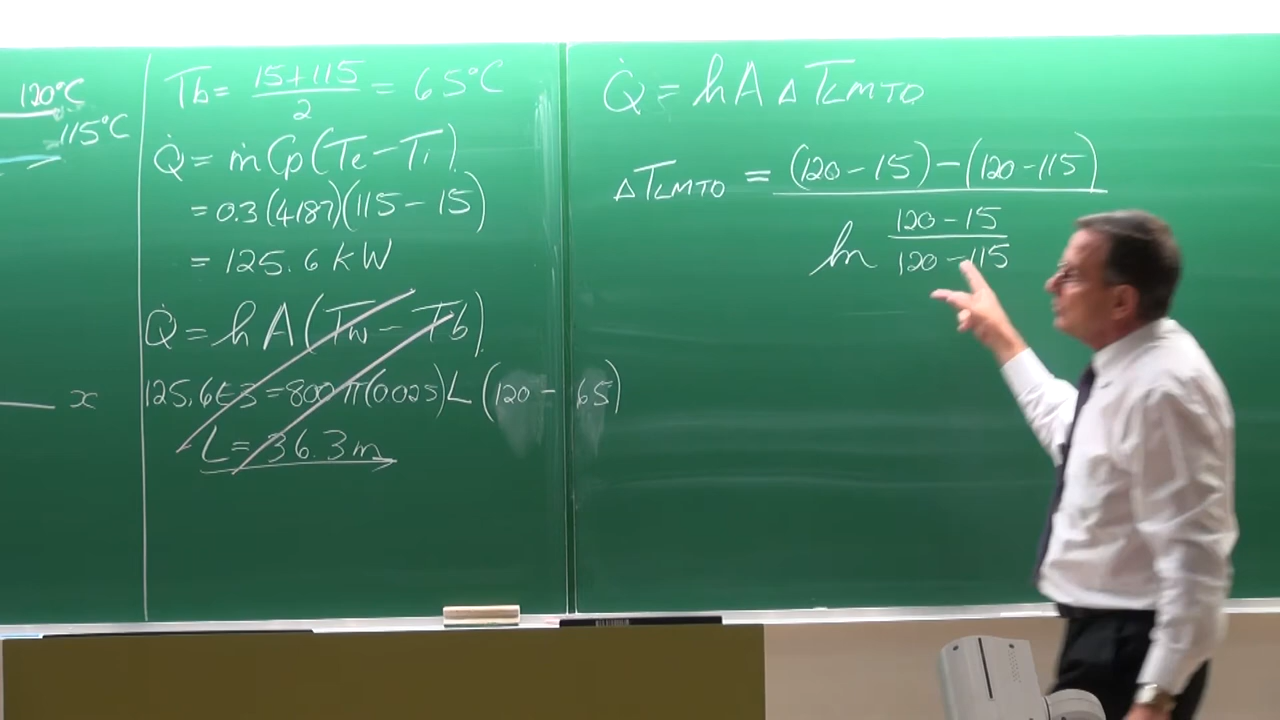 120°C
115°C
x
Tb = (15+115)/2 = 65°C
Q̇ = ṁ Cp (Te − Ti)
= 0.3 (4187)(115 − 15)
= 125.6 kW
Q̇ = hA (Tw − Tb)
125.6E3 = 800 π(0.025) L (120 − 65)
L = 36.3 m
Q̇ = hA ΔTLMTD
ΔTLMTD = ((120 − 15) − (120 − 115)) / (ln (120 − 15)/(120 − 115))